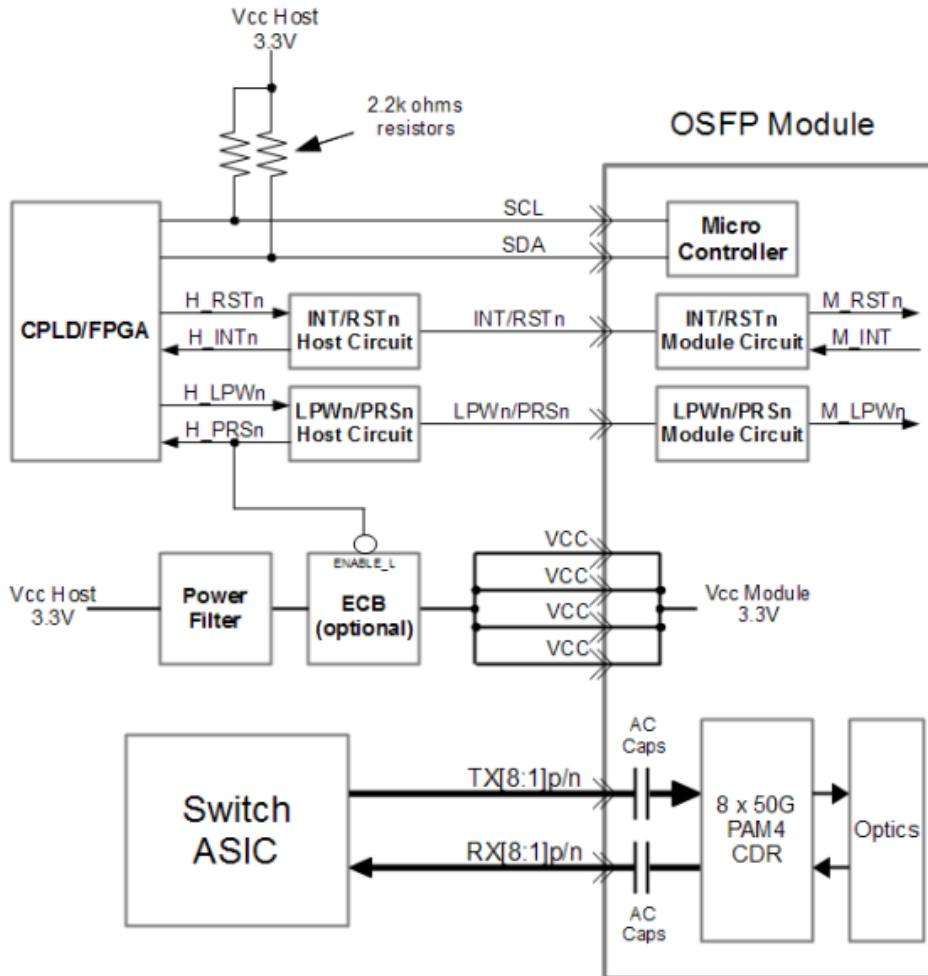 Vcc Host
3.3V
2.2k ohms
resistors
OSFP Module
SCL
SDA
Micro
Controller
CPLD/FPGA
H_RSTn
H_INTn
INT/RSTn
Host Circuit
INT/RSTn
INT/RSTn
Module Circuit
M_RSTn
M_INT
H_LPWn
H_PRSn
LPWn/PRSn
Host Circuit
LPWn/PRSn
LPWn/PRSn
Module Circuit
M_LPWn
Vcc Host
3.3V
Power
Filter
ENABLE_L
ECB
(optional)
VCC
VCC
VCC
VCC
Vcc Module
3.3V
Switch
ASIC
TX[8:1]p/n
RX[8:1]p/n
AC
Caps
AC
Caps
8 x 50G
PAM4
CDR
Optics